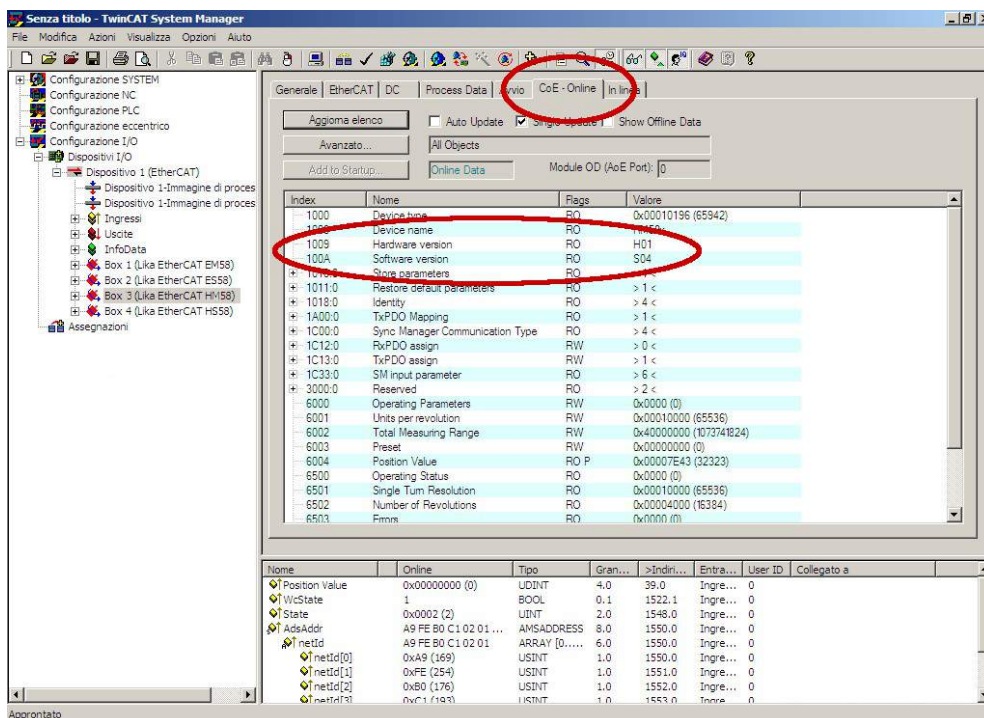 Senza titolo - TwinCAT System Manager
File Modifica Azioni Visualizza Opzioni Aiuto
Configurazione SYSTEM
Configurazione NC
Configurazione PLC
Configurazione eccentrico
Configurazione I/O
Dispositivi I/O
Dispositivo 1 (EtherCAT)
Dispositivo 1-Immagine di proces
Dispositivo 1-Immagine di proces
Ingressi
Uscite
InfoData
Box 1 (Lika EtherCAT EM58)
Box 2 (Lika EtherCAT ES58)
Box 3 (Lika EtherCAT HM58)
Box 4 (Lika EtherCAT HS58)
Assegnazioni
Generale EtherCAT DC Process Data Avvio CoE - Online In linea
Aggiorna elenco Auto Update Single Update Show Offline Data
Avanzato... All Objects
Add to Startup... Online Data Module OD (AoE Port): 0
Index Nome Flags Valore
1000 Device type RO 0x00010196 (65942)
1008 Device name RO
1009 Hardware version RO H01
100A Software version RO S04
Store parameters RO
1011:0 Restore default parameters RO > 1 <
1018:0 Identity RO > 4 <
1A00:0 TxPDO Mapping RO > 1 <
1C00:0 Sync Manager Communication Type RO > 4 <
1C12:0 RxPDO assign RW > 0 <
1C13:0 TxPDO assign RW > 1 <
1C33:0 SM input parameter RO > 6 <
3000:0 Reserved RO > 2 <
6000 Operating Parameters RW 0x0000 (0)
6001 Units per revolution RW 0x00010000 (65536)
6002 Total Measuring Range RW 0x40000000 (1073741824)
6003 Preset RW 0x00000000 (0)
6004 Position Value RO P 0x00007E43 (32323)
6500 Operating Status RO 0x0000 (0)
6501 Single Turn Resolution RO 0x00010000 (65536)
6502 Number of Revolutions RO 0x00004000 (16384)
6503 Errors RO 0x0000 (0)
Nome Online Tipo Gran... >Indiri... Entra... User ID Collegato a
Position Value 0x00000000 (0) UDINT 4.0 39.0 Ingre... 0
WcState 1 BOOL 0.1 1522.1 Ingre... 0
State 0x0002 (2) UINT 2.0 1548.0 Ingre... 0
AdsAddr A9 FE B0 C1 02 01 ... AMSADDRESS 8.0 1550.0 Ingre... 0
netId A9 FE B0 C1 02 01 ARRAY [0..... 6.0 1550.0 Ingre... 0
netId[0] 0xA9 (169) USINT 1.0 1550.0 Ingre... 0
netId[1] 0xFE (254) USINT 1.0 1551.0 Ingre... 0
netId[2] 0xB0 (176) USINT 1.0 1552.0 Ingre... 0
netId[3] 0xC1 (193) USINT 1.0 1553.0 Ingre... 0
Approntato